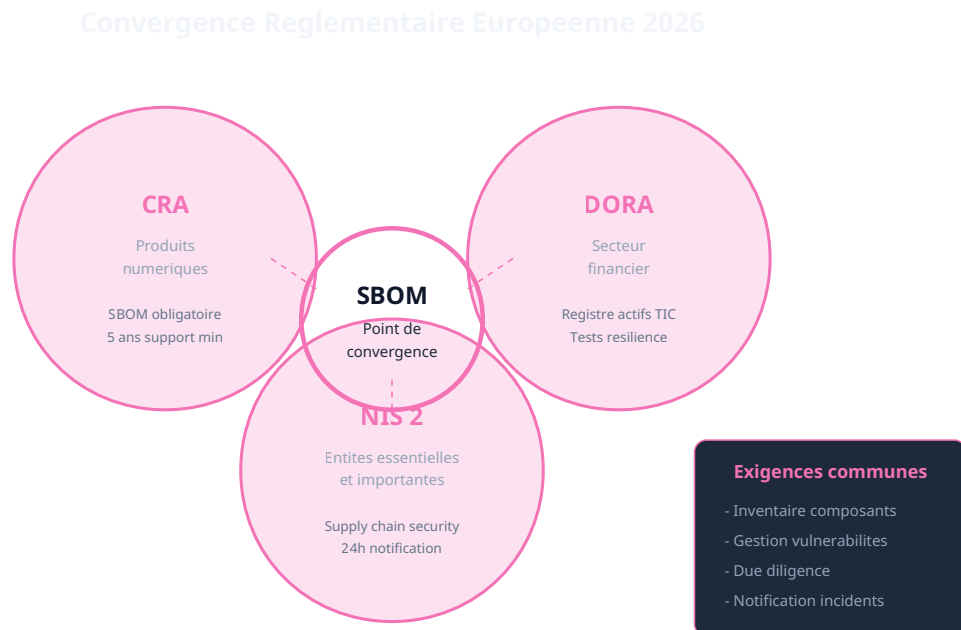 Convergence Reglementaire Europeenne 2026
CRA
Produits
numeriques
SBOM obligatoire
5 ans support min
DORA
Secteur
financier
Registre actifs TIC
Tests resilience
SBOM
Point de
convergence
NIS 2
Entites essentielles
et importantes
Supply chain security
24h notification
Exigences communes
- Inventaire composants
- Gestion vulnerabilites
- Due diligence
- Notification incidents